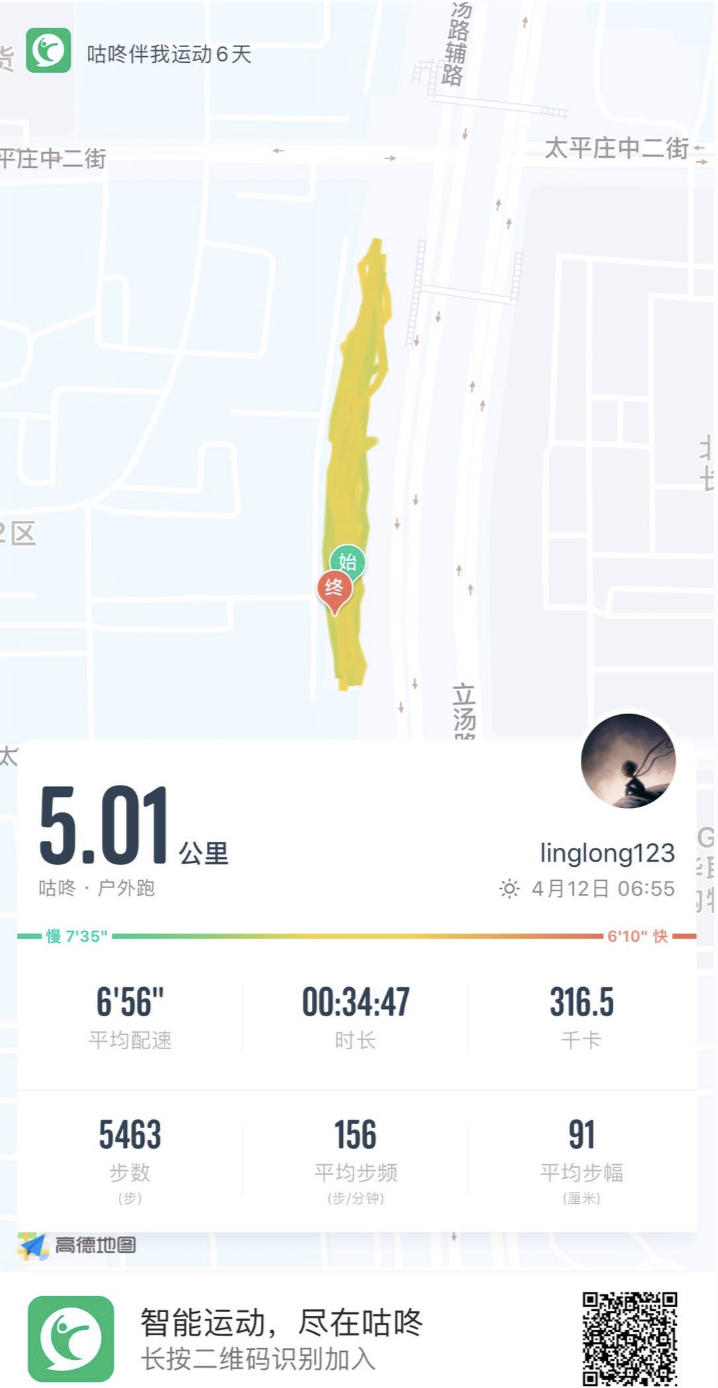 汤路辅路
货
咕咚伴我运动6天
平庄中二街
太平庄中二街
2区
始
终
立汤路
太
5.01 公里
linglong123
咕咚 · 户外跑
4月12日 06:55
慢 7'35"
6'10" 快
6'56"
00:34:47
316.5
平均配速
时长
千卡
5463
156
91
步数
平均步频
平均步幅
(步)
(步/分钟)
(厘米)
高德地图
智能运动，尽在咕咚
长按二维码识别加入